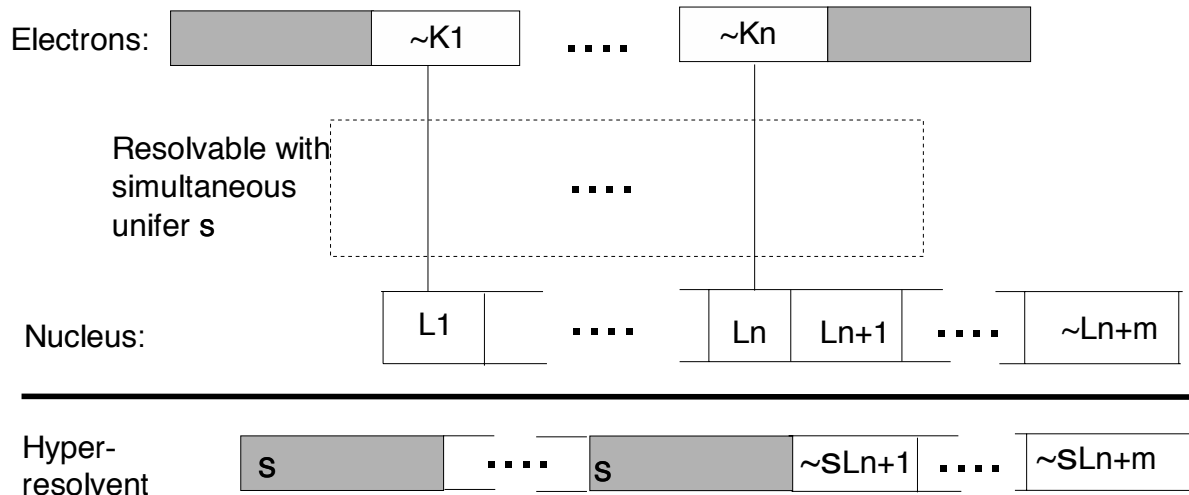 Electrons: ~K1 .... ~Kn
Resolvable with
simultaneous
unifer s
....
Nucleus: L1 .... Ln Ln+1 .... ~Ln+m
Hyper-
resolvent
s .... s ~sLn+1 .... ~sLn+m